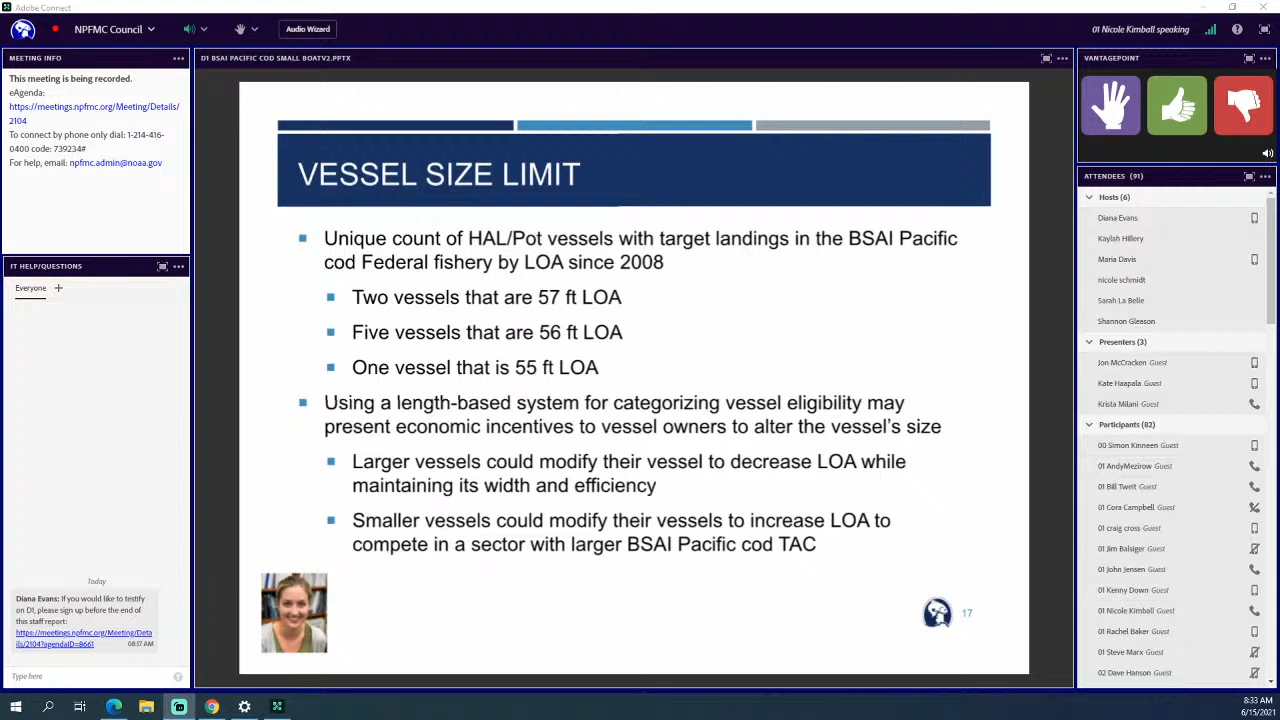 Adobe Connect
NPFMC Council
Audio Wizard
01 Nicole Kimball speaking
MEETING INFO
This meeting is being recorded.
eAgenda:
https://meetings.npfmc.org/Meeting/Details/
2104
To connect by phone only dial: 1-214-416-
0400 code: 739234#
For help, email: npfmc.admin@noaa.gov
IT HELP/QUESTIONS
Everyone
Today
Diana Evans: If you would like to testify
on D1, please sign up before the end of
this staff report:
https://meetings.npfmc.org/Meeting/Deta
ils/2104?agendaID=8661
08:17 AM
Type here
D1 BSAI PACIFIC COD SMALL BOATV2.PPTX
VESSEL SIZE LIMIT
Unique count of HAL/Pot vessels with target landings in the BSAI Pacific
cod Federal fishery by LOA since 2008
Two vessels that are 57 ft LOA
Five vessels that are 56 ft LOA
One vessel that is 55 ft LOA
Using a length-based system for categorizing vessel eligibility may
present economic incentives to vessel owners to alter the vessel's size
Larger vessels could modify their vessel to decrease LOA while
maintaining its width and efficiency
Smaller vessels could modify their vessels to increase LOA to
compete in a sector with larger BSAI Pacific cod TAC
17
VANTAGEPOINT
ATTENDEES (91)
Hosts (6)
Diana Evans
Kaylah Hillery
Maria Davis
nicole schmidt
Sarah La Belle
Shannon Gleason
Presenters (3)
Jon McCracken Guest
Kate Haapala Guest
Krista Milani Guest
Participants (82)
00 Simon Kinneen Guest
01 AndyMezirow Guest
01 Bill Tweit Guest
01 Cora Campbell Guest
01 craig cross Guest
01 Jim Balsiger Guest
01 John Jensen Guest
01 Kenny Down Guest
01 Nicole Kimball Guest
01 Rachel Baker Guest
01 Steve Marx Guest
02 Dave Hanson Guest
8:33 AM
6/15/2021